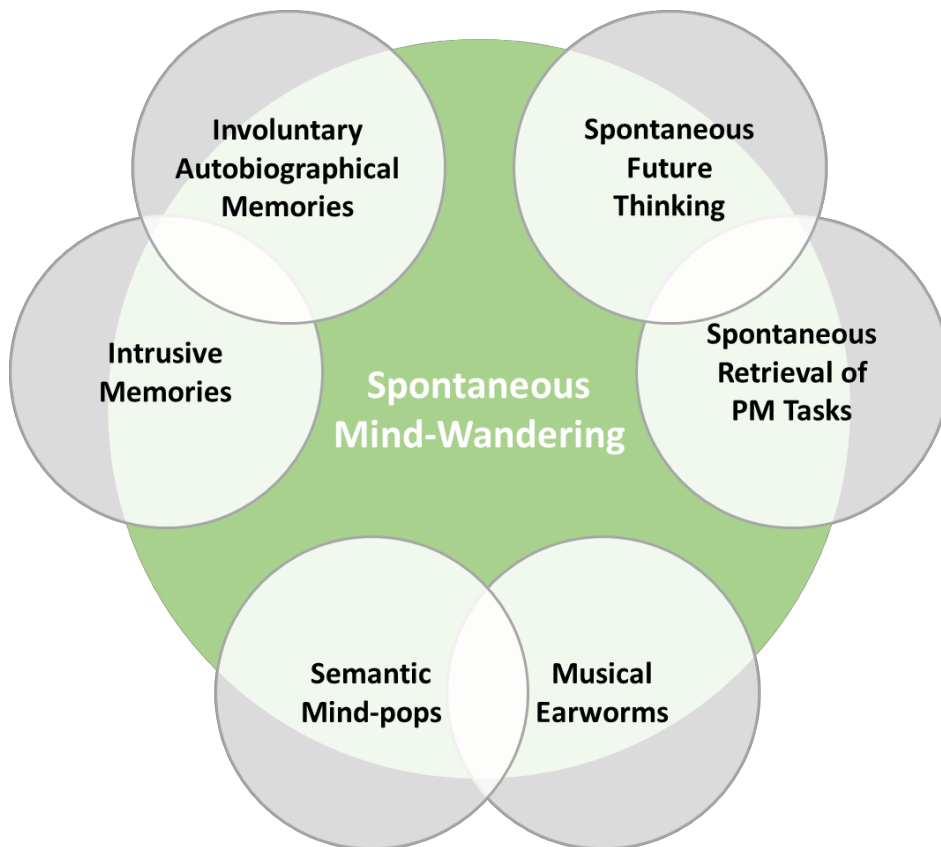 Involuntary
Autobiographical
Memories
Spontaneous
Future
Thinking
Intrusive
Memories
Spontaneous
Retrieval of
PM Tasks
Spontaneous
Mind-Wandering
Semantic
Mind-pops
Musical
Earworms